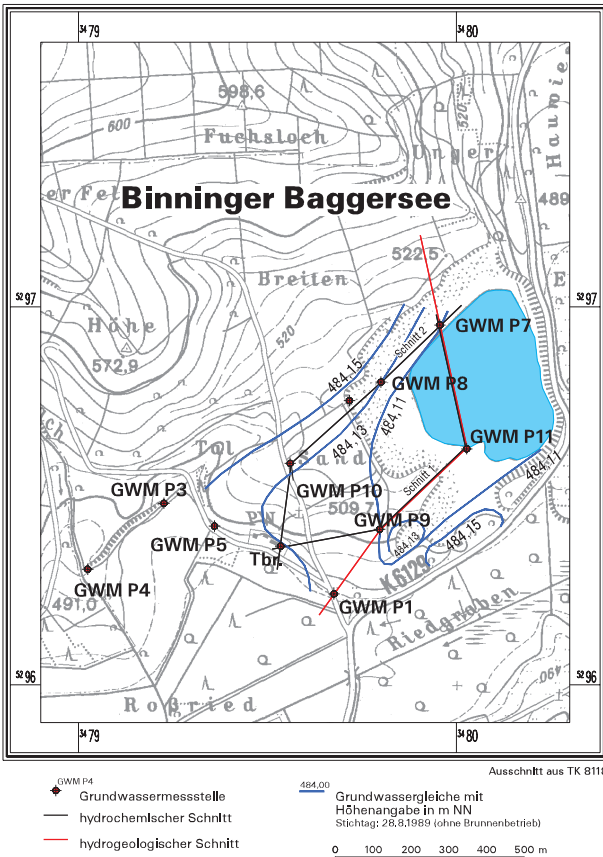 34 79
34 80
598,6
600
Fuchsloch
Unger
520
Hauwie
er Fel
Binninger Baggersee
489
522,5
Breiten
E
52 97
52 97
GWM P7
Höhe
520
Schnitt 2
572,9
484,15
GWM P8
484,11
484,13
GWM P11
Tal
Sand
484,11
GWM P3
GWM P10
Schnitt 1
509,
PW
GWM P9
GWM P5
484,13
484,15
Tbr.
K6129
GWM P4
491,0
GWM P1
Riedgraben
52 96
52 96
Roßried
490
34 79
34 80
Ausschnitt aus TK 8118
GWM P4
Grundwassermessstelle
hydrochemischer Schnitt
hydrogeologischer Schnitt
484,00
Grundwassergleiche mit
Höhenangabe in m NN
Stichtag: 28.8.1989 (ohne Brunnenbetrieb)
0 100 200 300 400 500 m